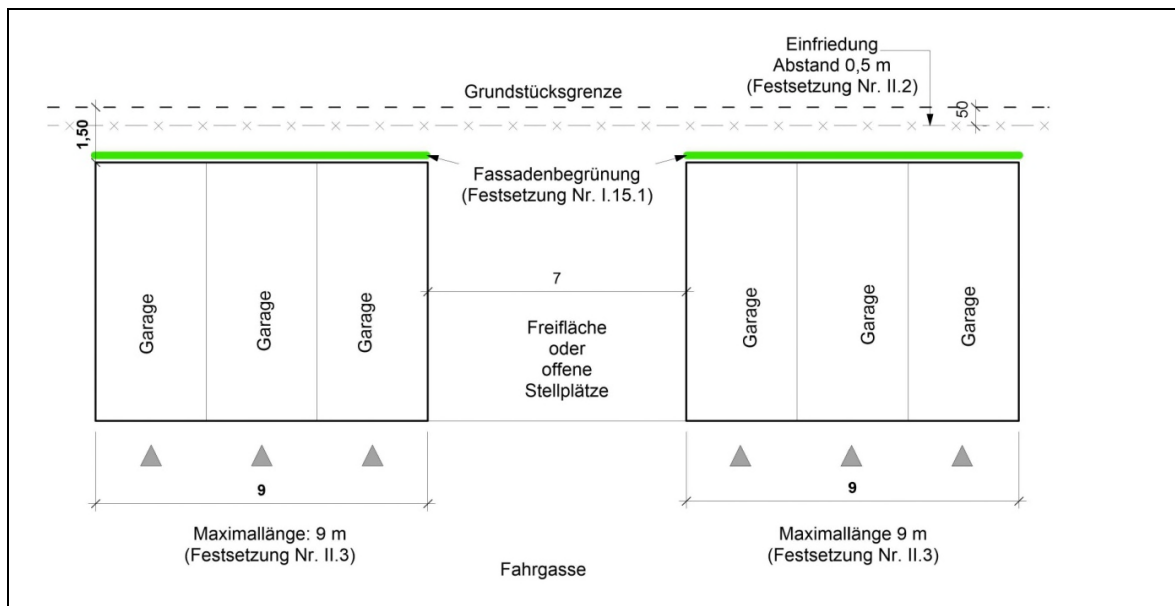 Einfriedung
Abstand 0,5 m
(Festsetzung Nr. II.2)
Grundstücksgrenze
1,50
50
Fassadenbegrünung
(Festsetzung Nr. I.15.1)
7
Garage
Garage
Garage
Freifläche
oder
offene
Stellplätze
Garage
Garage
Garage
9
9
Maximallänge: 9 m
(Festsetzung Nr. II.3)
Maximallänge 9 m
(Festsetzung Nr. II.3)
Fahrgasse